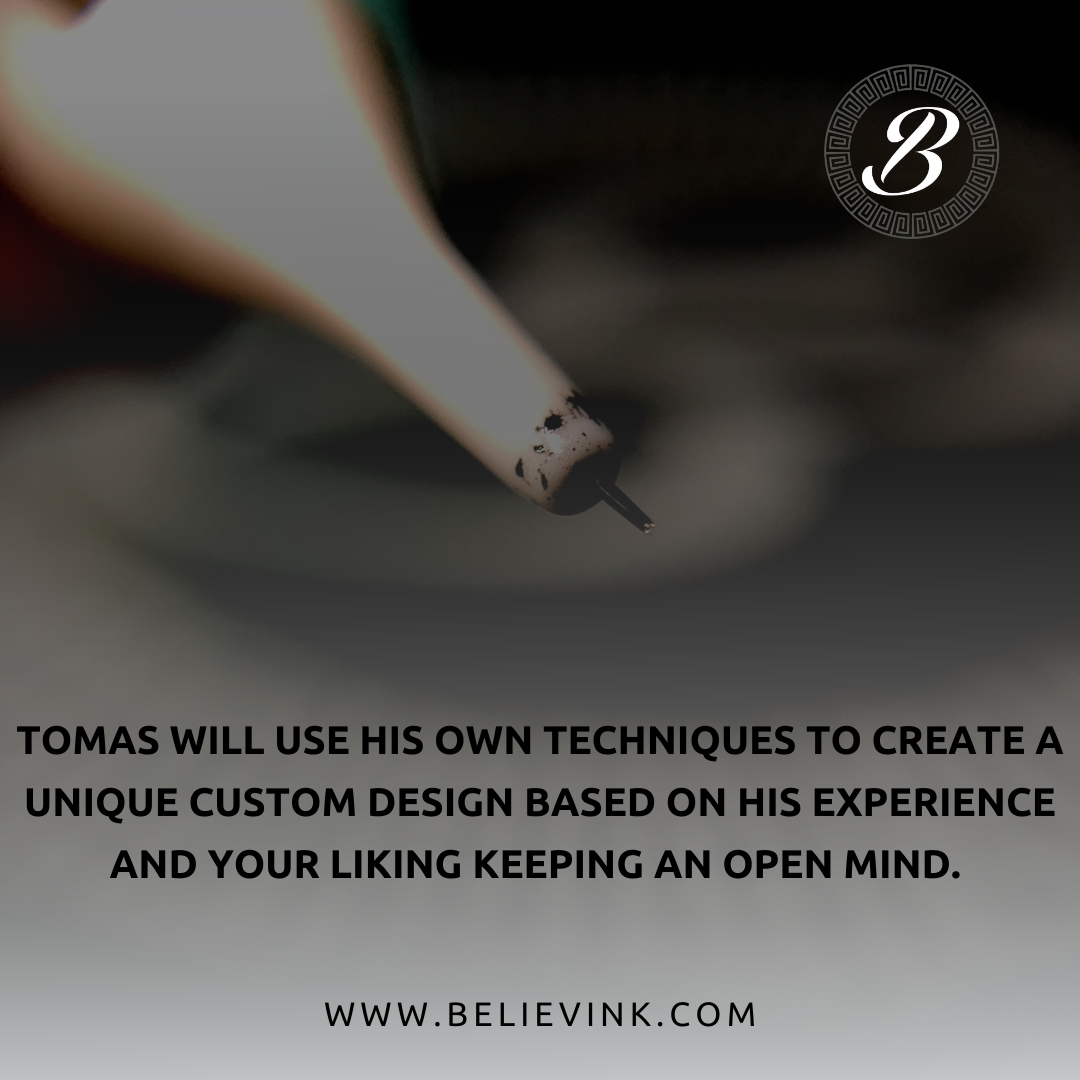 B
TOMAS WILL USE HIS OWN TECHNIQUES TO CREATE A
UNIQUE CUSTOM DESIGN BASED ON HIS EXPERIENCE
AND YOUR LIKING KEEPING AN OPEN MIND.
WWW.BELIEVINK.COM